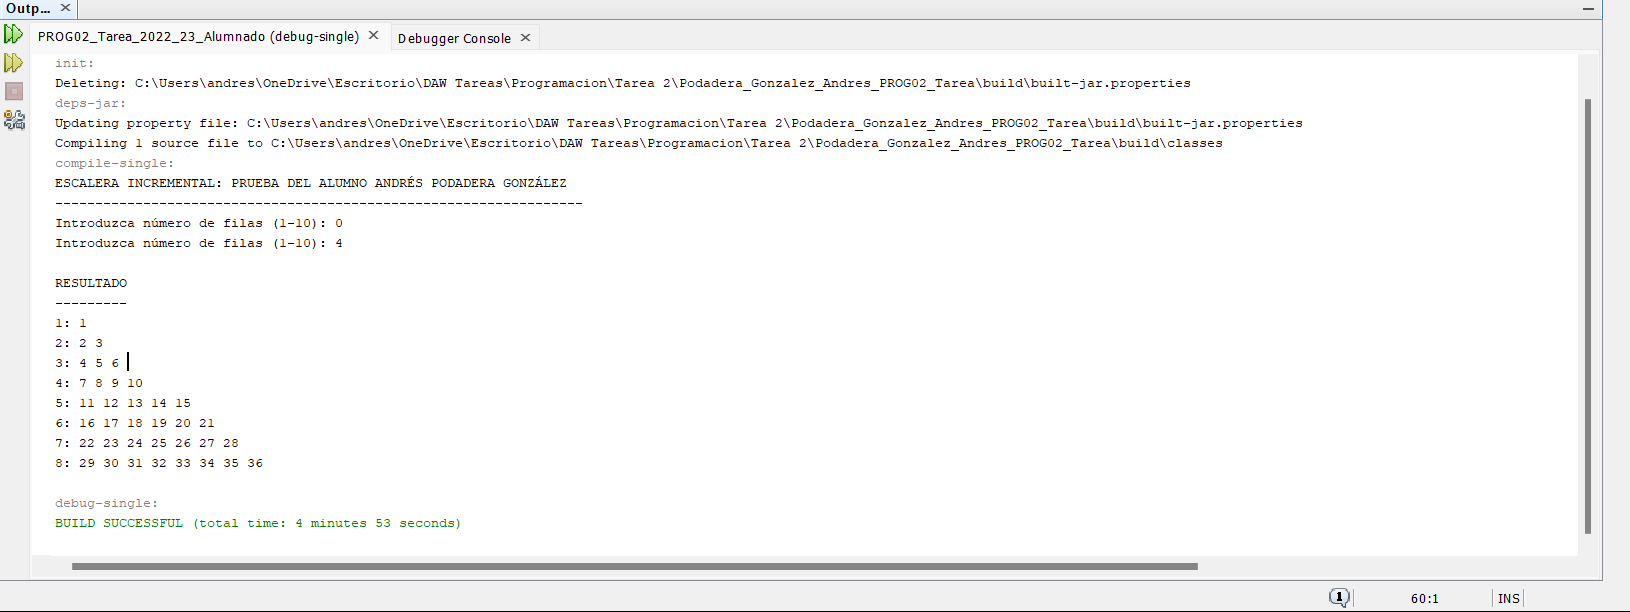 Outp...
PROG02_Tarea_2022_23_Alumnado (debug-single)
Debugger Console
init:
Deleting: C:\Users\andres\OneDrive\Escritorio\DAW Tareas\Programacion\Tarea 2\Podadera_Gonzalez_Andres_PROG02_Tarea\build\built-jar.properties
deps-jar:
Updating property file: C:\Users\andres\OneDrive\Escritorio\DAW Tareas\Programacion\Tarea 2\Podadera_Gonzalez_Andres_PROG02_Tarea\build\built-jar.properties
Compiling 1 source file to C:\Users\andres\OneDrive\Escritorio\DAW Tareas\Programacion\Tarea 2\Podadera_Gonzalez_Andres_PROG02_Tarea\build\classes
compile-single:
ESCALERA INCREMENTAL: PRUEBA DEL ALUMNO ANDRÉS PODADERA GONZÁLEZ
------------------------------------------------------------------
Introduzca número de filas (1-10): 0
Introduzca número de filas (1-10): 4
RESULTADO
---------
1: 1
2: 2 3
3: 4 5 6
4: 7 8 9 10
5: 11 12 13 14 15
6: 16 17 18 19 20 21
7: 22 23 24 25 26 27 28
8: 29 30 31 32 33 34 35 36
debug-single:
BUILD SUCCESSFUL (total time: 4 minutes 53 seconds)
1
60:1
INS